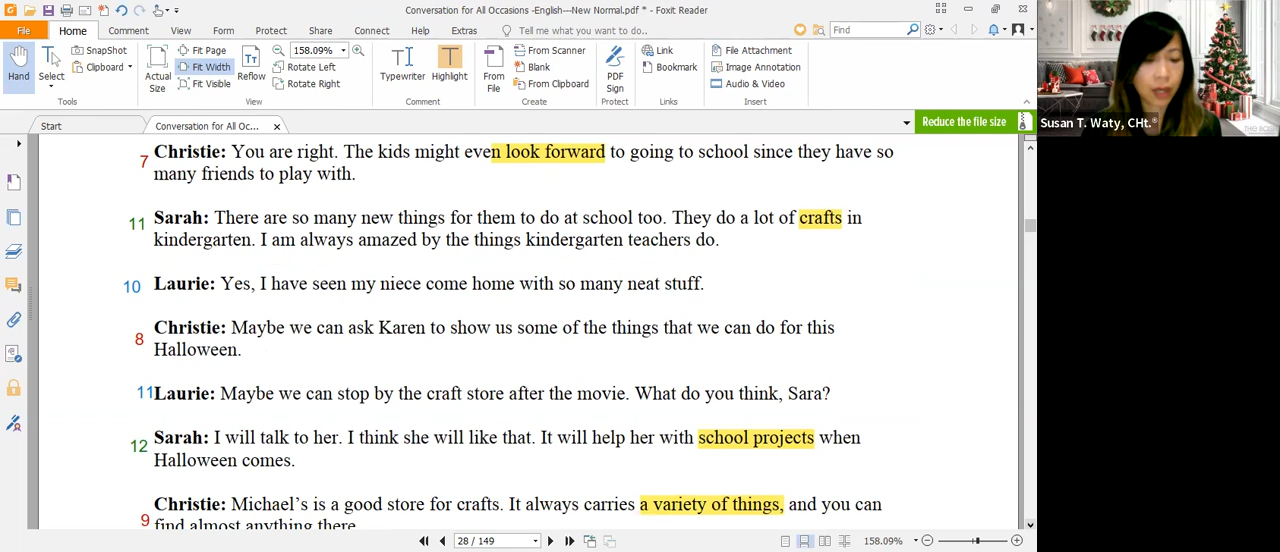 Conversation for All Occasions -English---New Normal.pdf * - Foxit Reader
File Home Comment View Form Protect Share Connect Help Extras Tell me what you want to do.. Find
Hand
Select
SnapShot
Clipboard
Actual Size
Fit Page
Fit Width
Fit Visible
Reflow
158.09%
Rotate Left
Rotate Right
Typewriter
Highlight
From File
From Scanner
Blank
From Clipboard
PDF Sign
Link
Bookmark
File Attachment
Image Annotation
Audio & Video
Tools View Comment Create Protect Links Insert
Susan T. Waty, CHt.®
Start Conversation for All Oc... Reduce the file size
7 Christie: You are right. The kids might even look forward to going to school since they have so
many friends to play with.
11 Sarah: There are so many new things for them to do at school too. They do a lot of crafts in
kindergarten. I am always amazed by the things kindergarten teachers do.
10 Laurie: Yes, I have seen my niece come home with so many neat stuff.
Christie: Maybe we can ask Karen to show us some of the things that we can do for this
8 Halloween.
11 Laurie: Maybe we can stop by the craft store after the movie. What do you think, Sara?
12 Sarah: I will talk to her. I think she will like that. It will help her with school projects when
Halloween comes.
Christie: Michael’s is a good store for crafts. It always carries a variety of things, and you can
9 find almost anything there.
28 / 149 158.09%